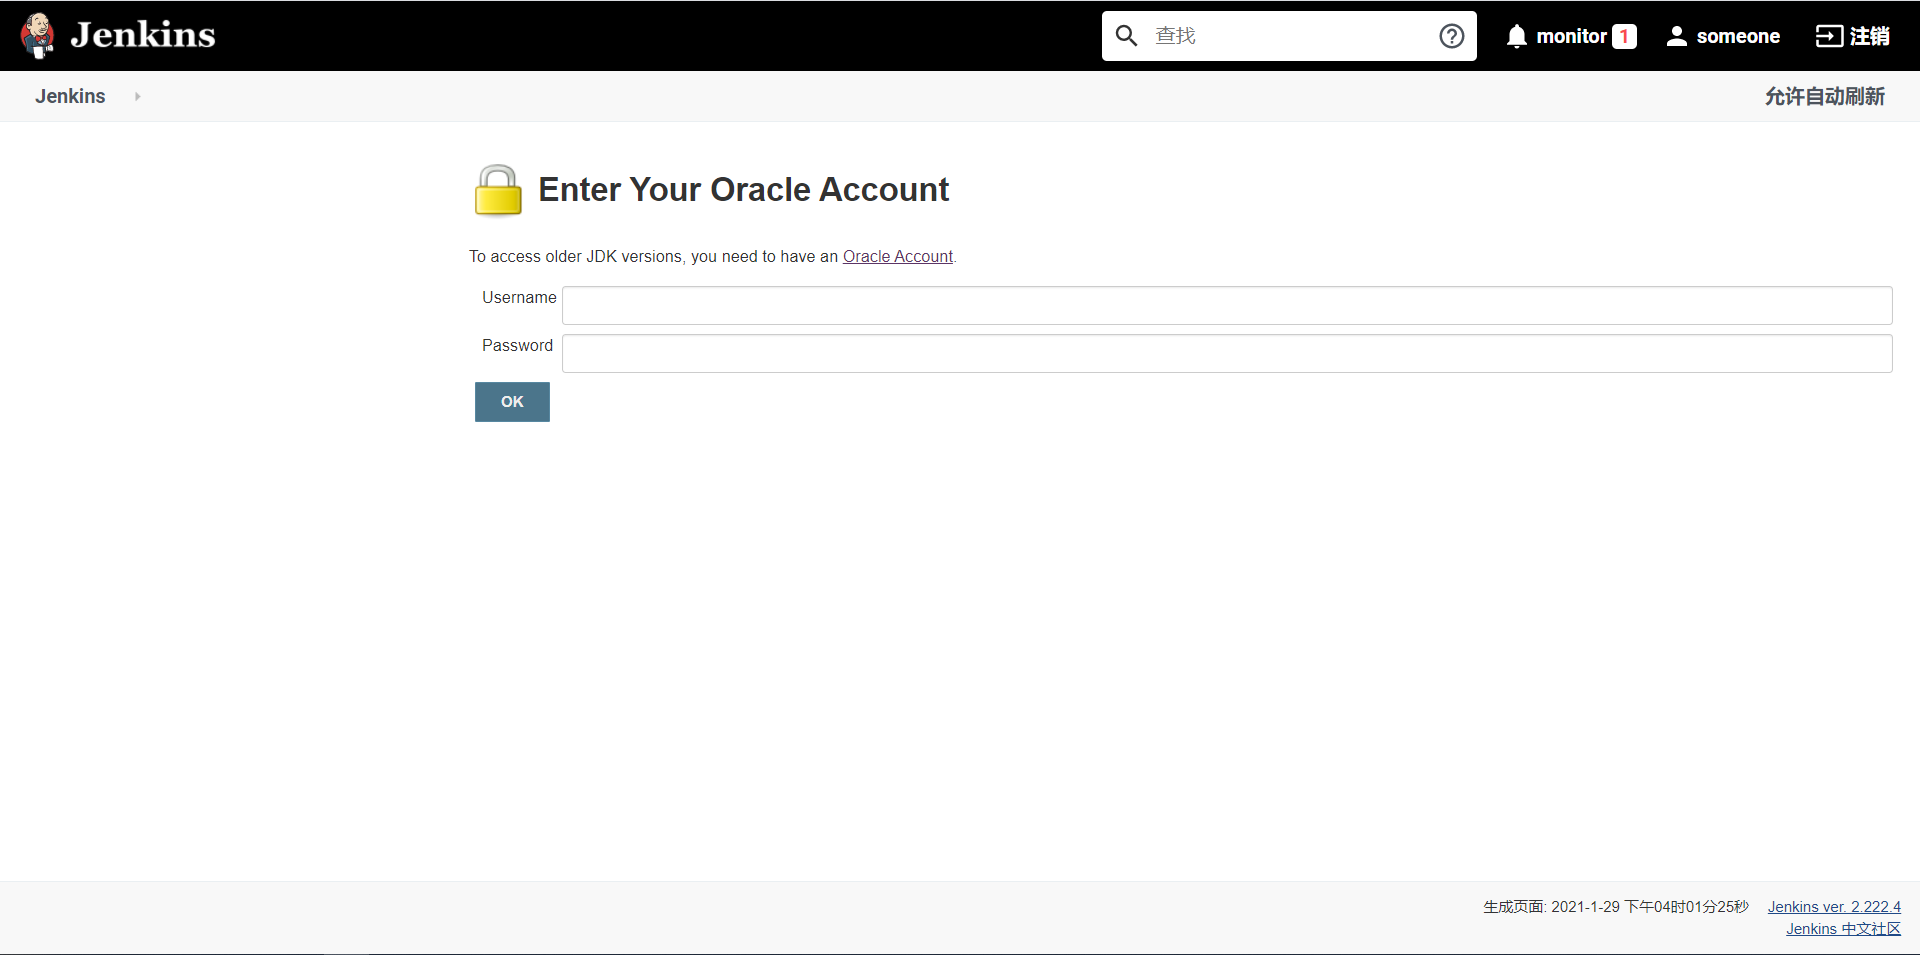 Jenkins
查找
monitor 1
someone
注销
Jenkins
允许自动刷新
Enter Your Oracle Account
To access older JDK versions, you need to have an Oracle Account.
Username
Password
OK
生成页面: 2021-1-29 下午04时01分25秒 Jenkins ver. 2.222.4
Jenkins 中文社区